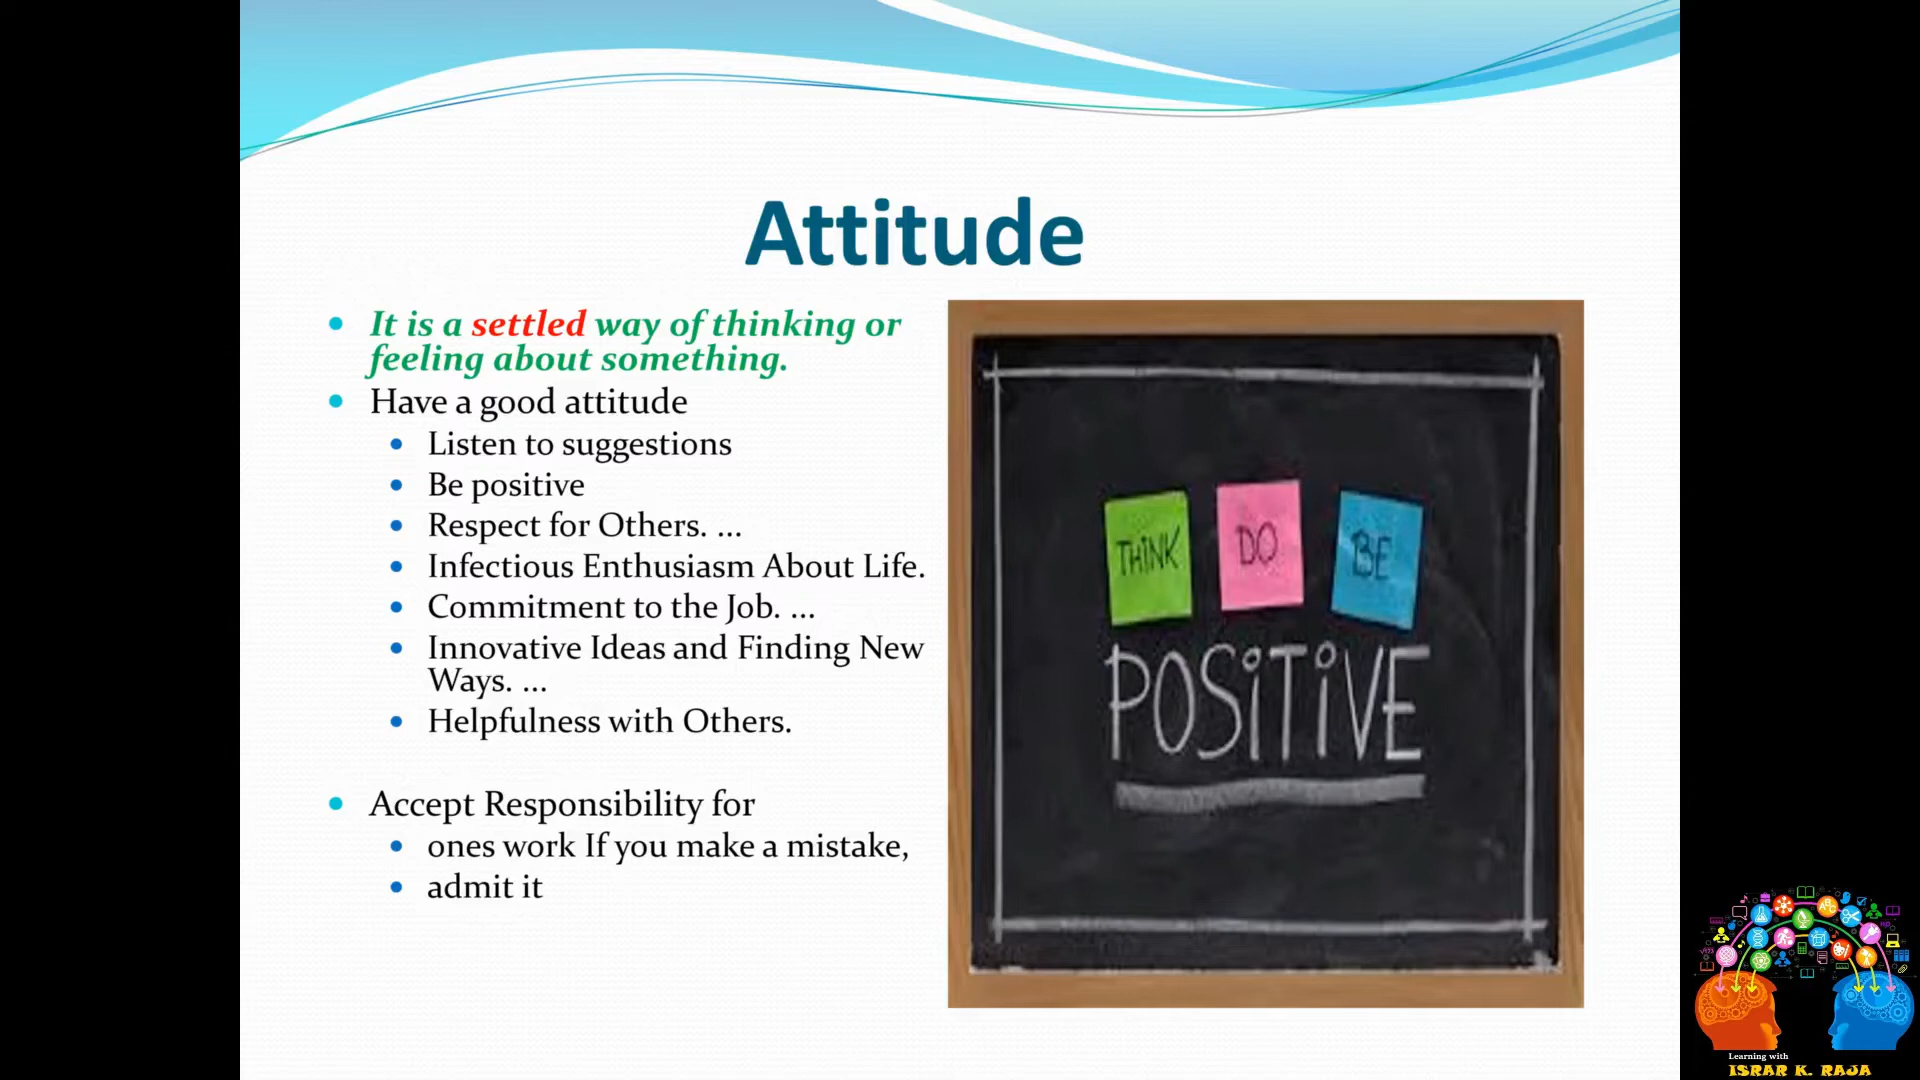 Attitude
It is a settled way of thinking or
feeling about something.
Have a good attitude
Listen to suggestions
Be positive
Respect for Others. ...
Infectious Enthusiasm About Life.
Commitment to the Job. ...
Innovative Ideas and Finding New
Ways. ...
Helpfulness with Others.
Accept Responsibility for
ones work If you make a mistake,
admit it
THINK DO BE
POSITIVE
Learning with
ISRAR K. RAJA